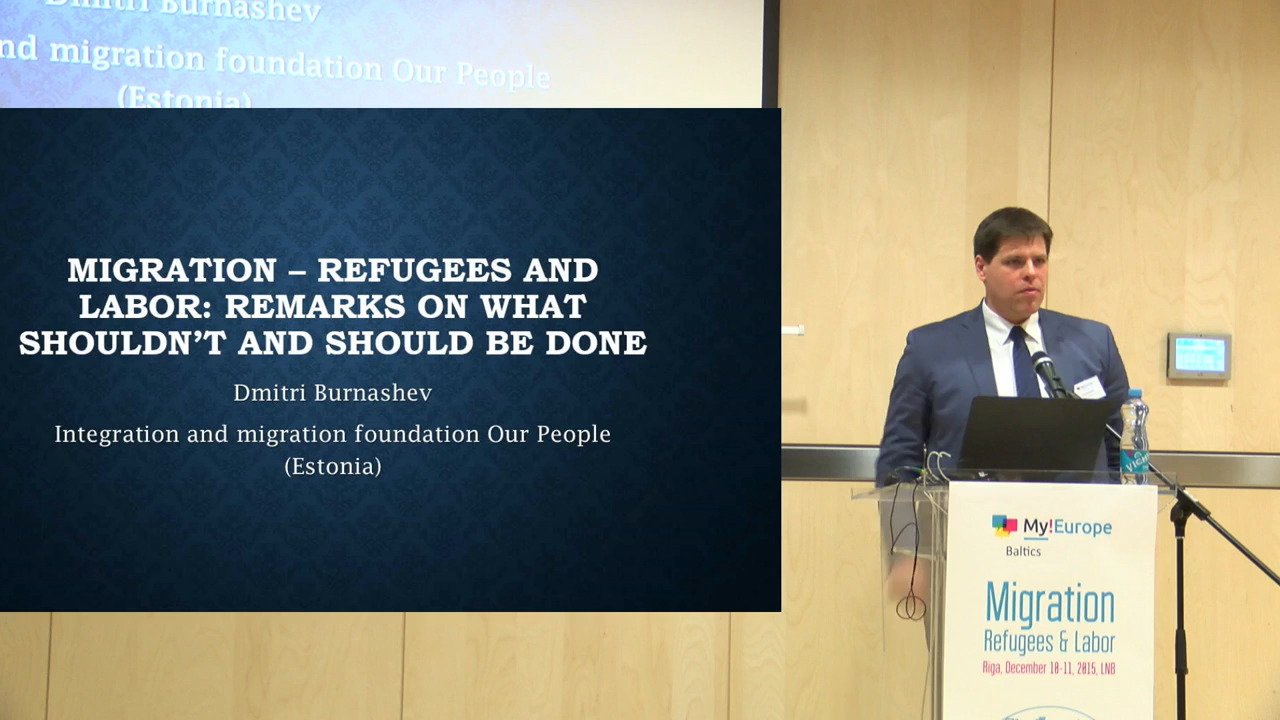 Dmitri Burnashev
nd migration foundation Our People
(Estonia)
MIGRATION – REFUGEES AND
LABOR: REMARKS ON WHAT
SHOULDN'T AND SHOULD BE DONE
Dmitri Burnashev
Integration and migration foundation Our People
(Estonia)
My!Europe
Baltics
Migration
Refugees & Labor
Riga, December 10-11, 2015, LNB